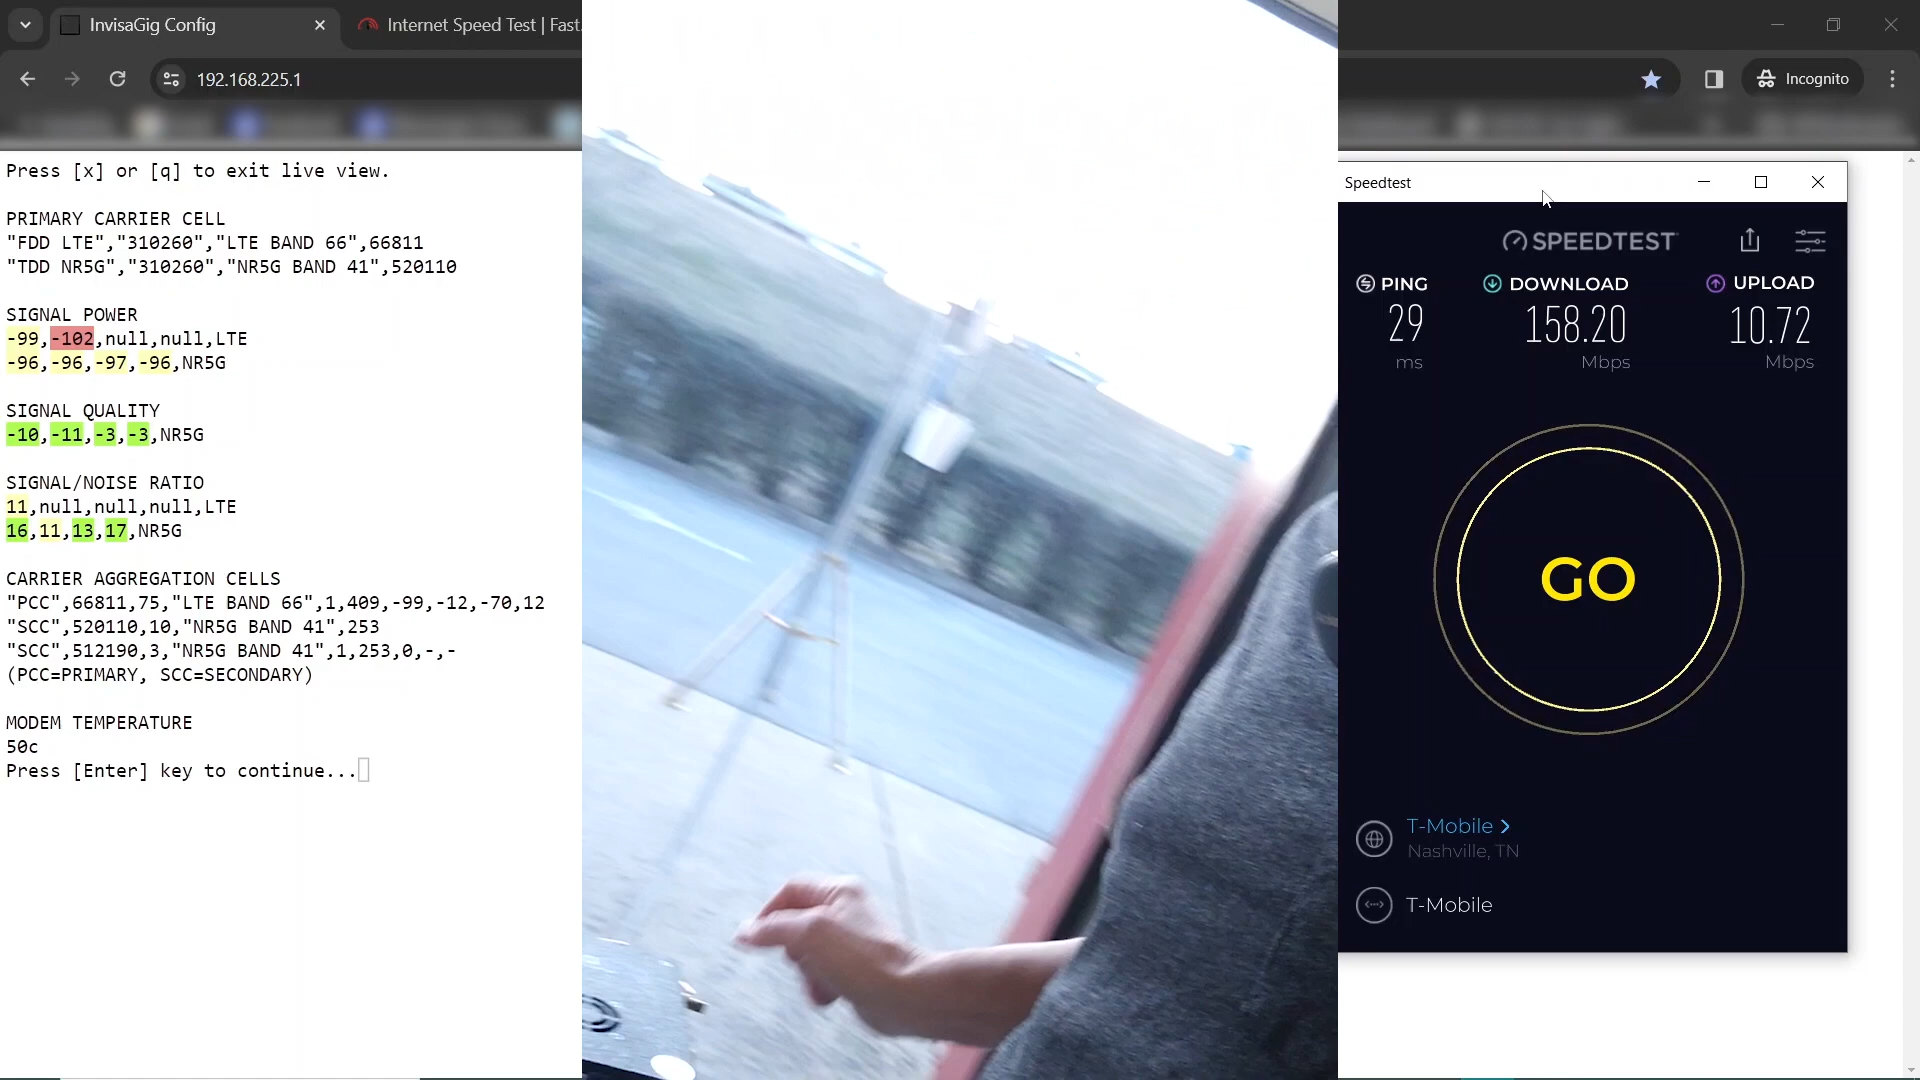 InvisaGig Config
Internet Speed Test | Fast.
192.168.225.1
Incognito
Press [x] or [q] to exit live view.
PRIMARY CARRIER CELL
"FDD LTE","310260","LTE BAND 66",66811
"TDD NR5G","310260","NR5G BAND 41",520110
SIGNAL POWER
-99,-102,null,null,LTE
-96,-96,-97,-96,NR5G
SIGNAL QUALITY
-10,-11,-3,-3,NR5G
SIGNAL/NOISE RATIO
11,null,null,null,LTE
16,11,13,17,NR5G
CARRIER AGGREGATION CELLS
"PCC",66811,75,"LTE BAND 66",1,409,-99,-12,-70,12
"SCC",520110,10,"NR5G BAND 41",253
"SCC",512190,3,"NR5G BAND 41",1,253,0,-,-
(PCC=PRIMARY, SCC=SECONDARY)
MODEM TEMPERATURE
50c
Press [Enter] key to continue...
Speedtest
SPEEDTEST
PING
DOWNLOAD
UPLOAD
29
158.20
10.72
ms
Mbps
Mbps
GO
T-Mobile
Nashville, TN
T-Mobile